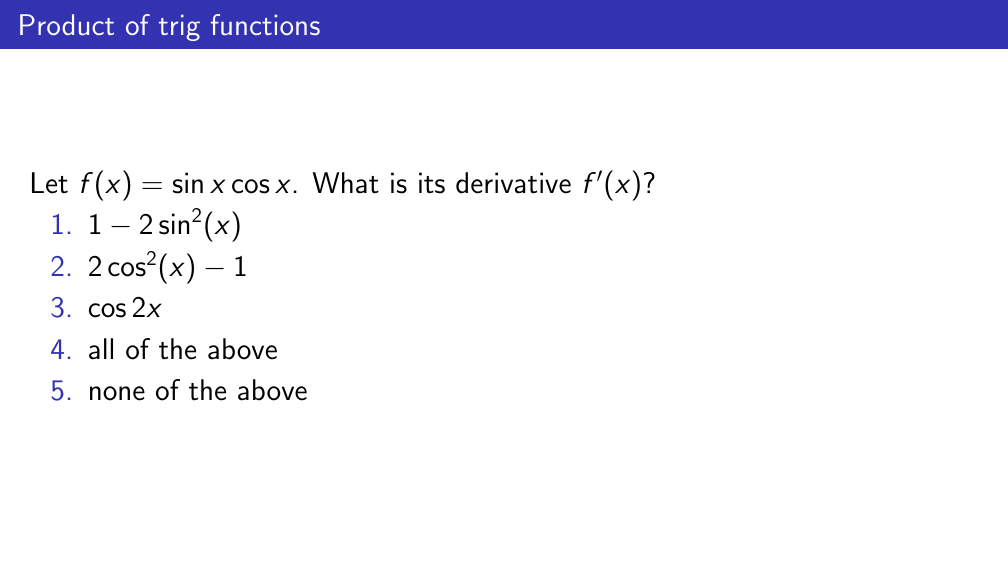 Product of trig functions
Let f(x) = sin x cos x. What is its derivative f′(x)?
1. 1 − 2 sin²(x)
2. 2 cos²(x) − 1
3. cos 2x
4. all of the above
5. none of the above